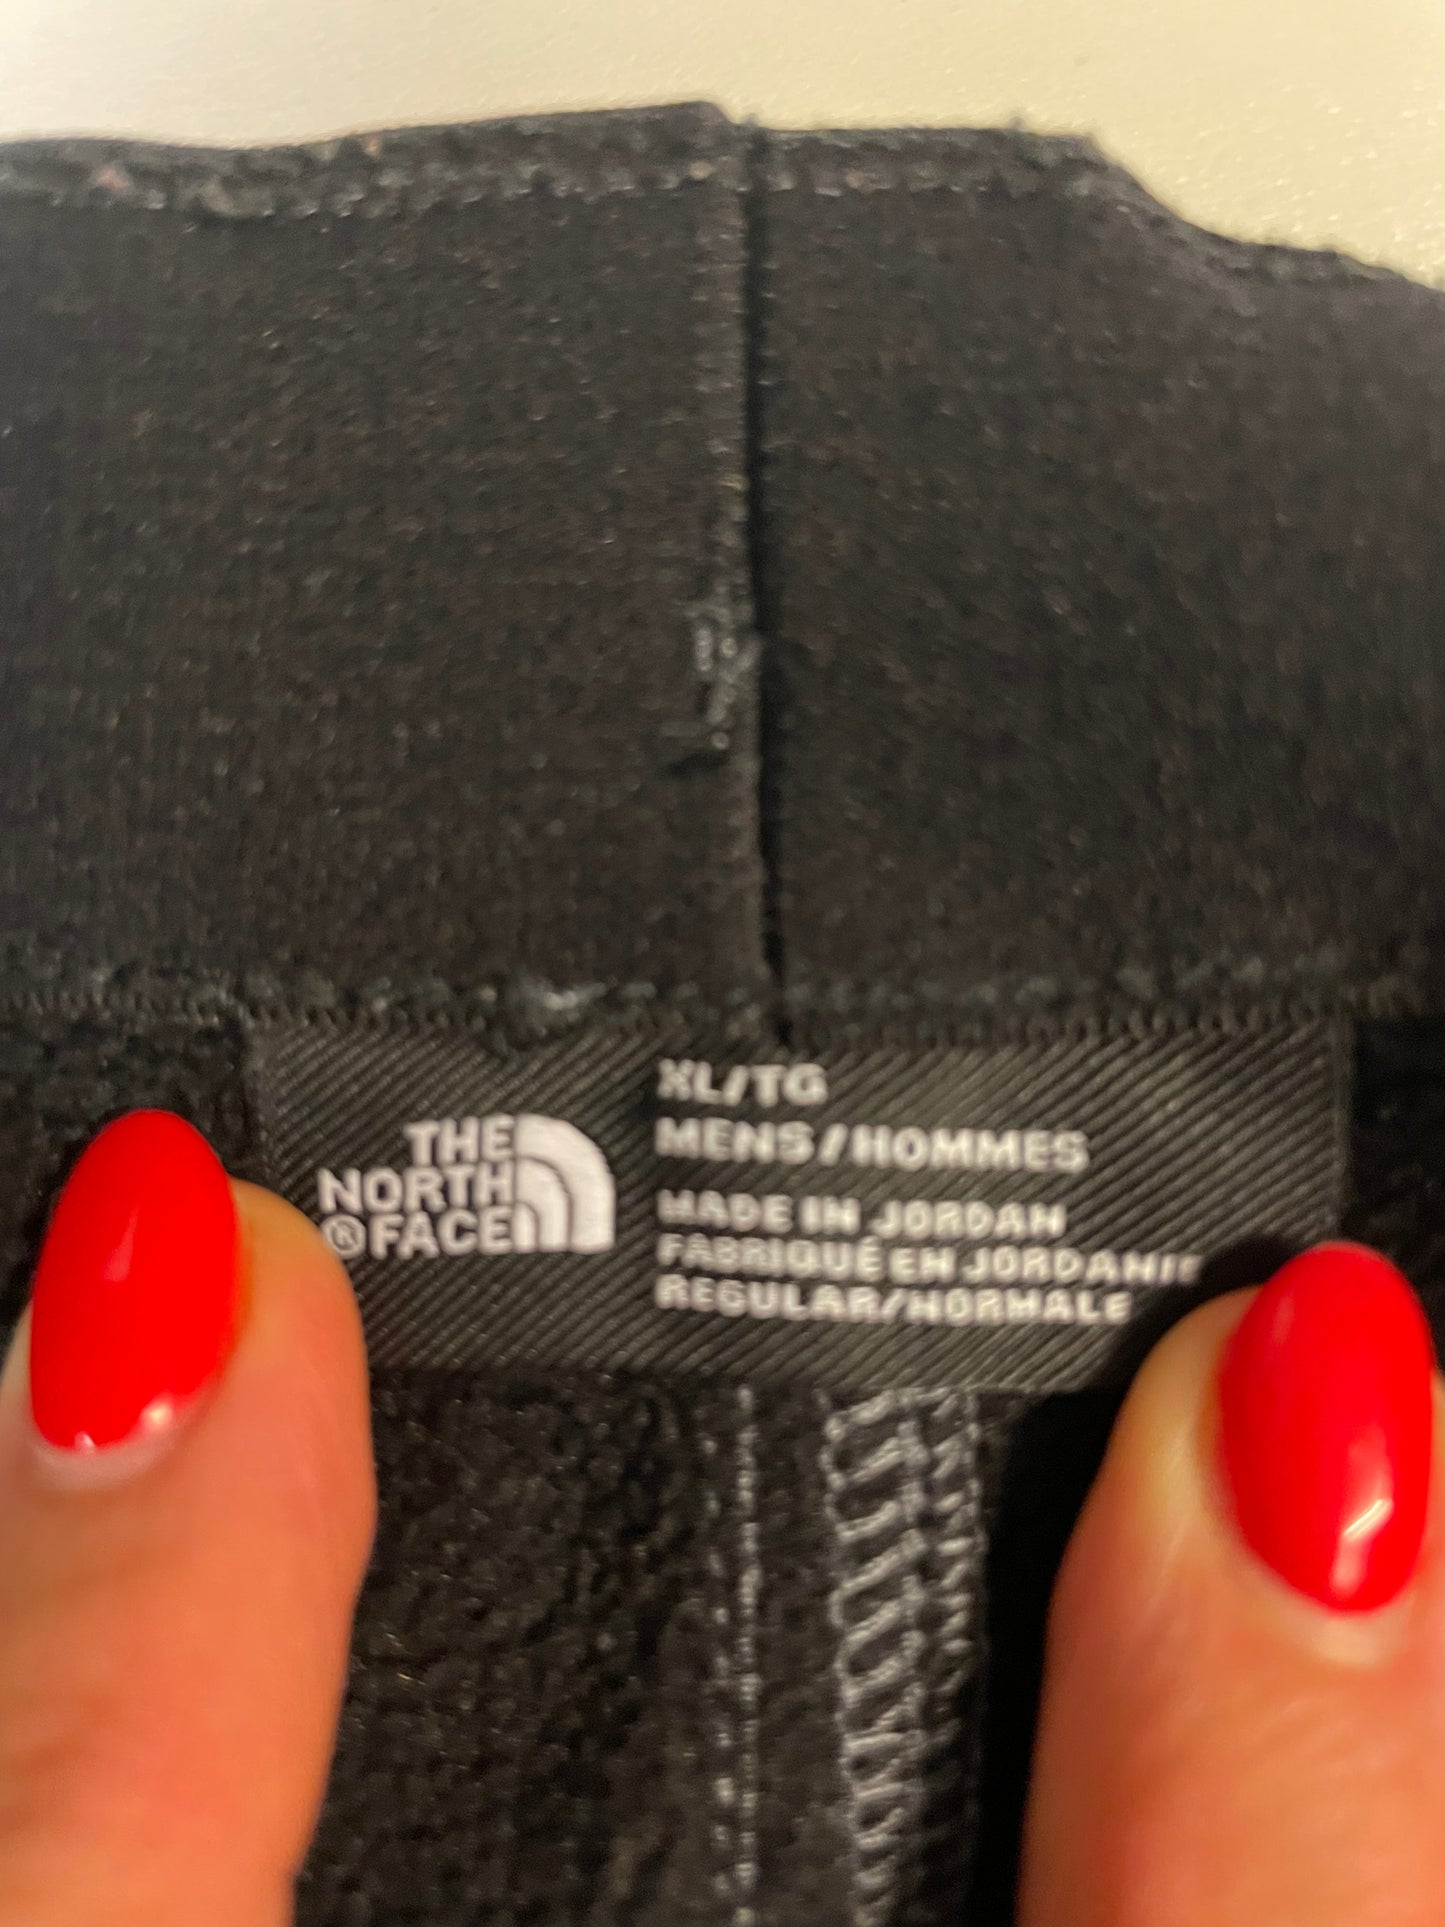 THE
NORTH
® FACE
XL/TG
MENS/HOMMES
MADE IN JORDAN
FABRIQUÉ EN JORDANIE
REGULAR/NORMALE